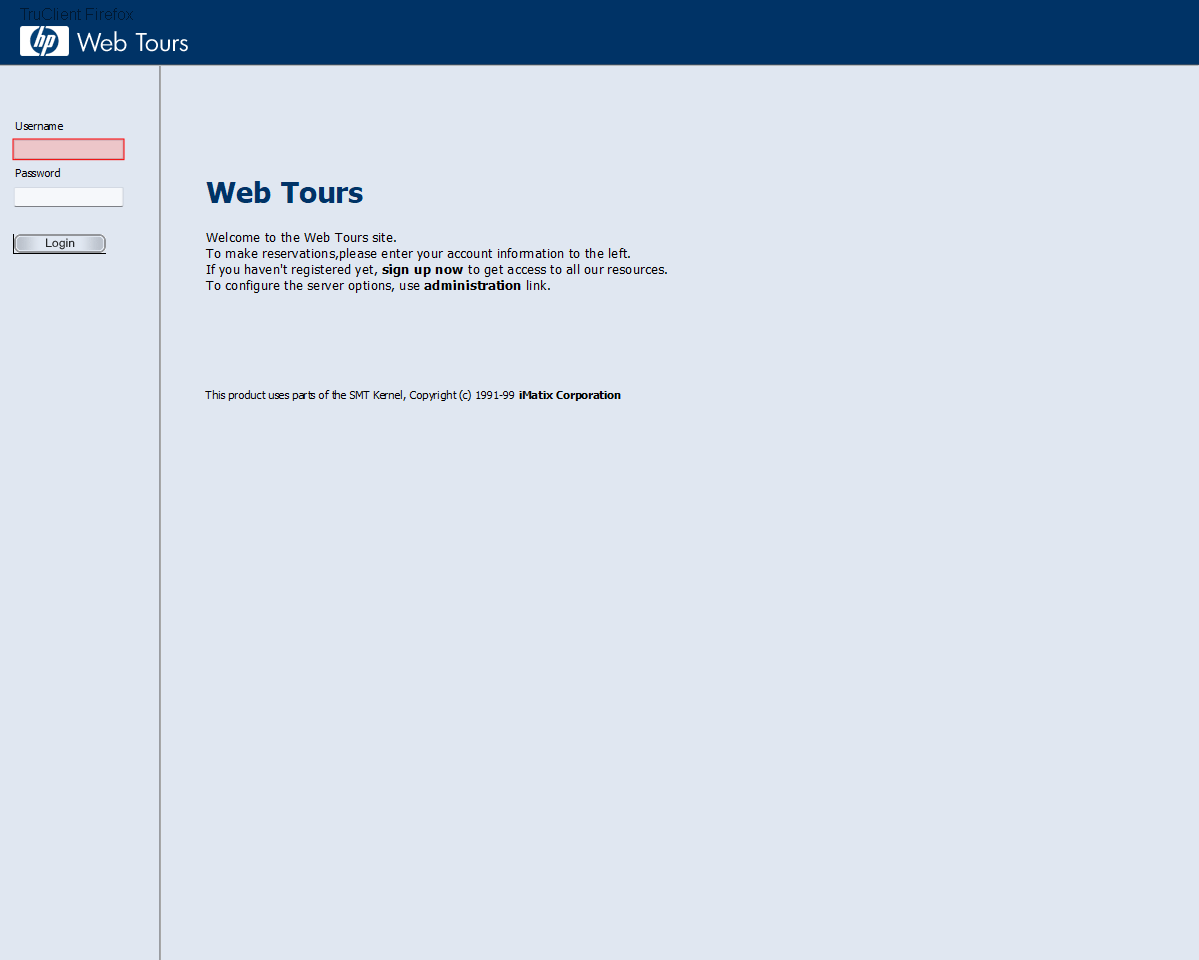 TruClient Firefox
hp Web Tours
Username
Password
Login
Web Tours
Welcome to the Web Tours site.
To make reservations,please enter your account information to the left.
If you haven't registered yet, sign up now to get access to all our resources.
To configure the server options, use administration link.
This product uses parts of the SMT Kernel, Copyright (c) 1991-99 iMatix Corporation